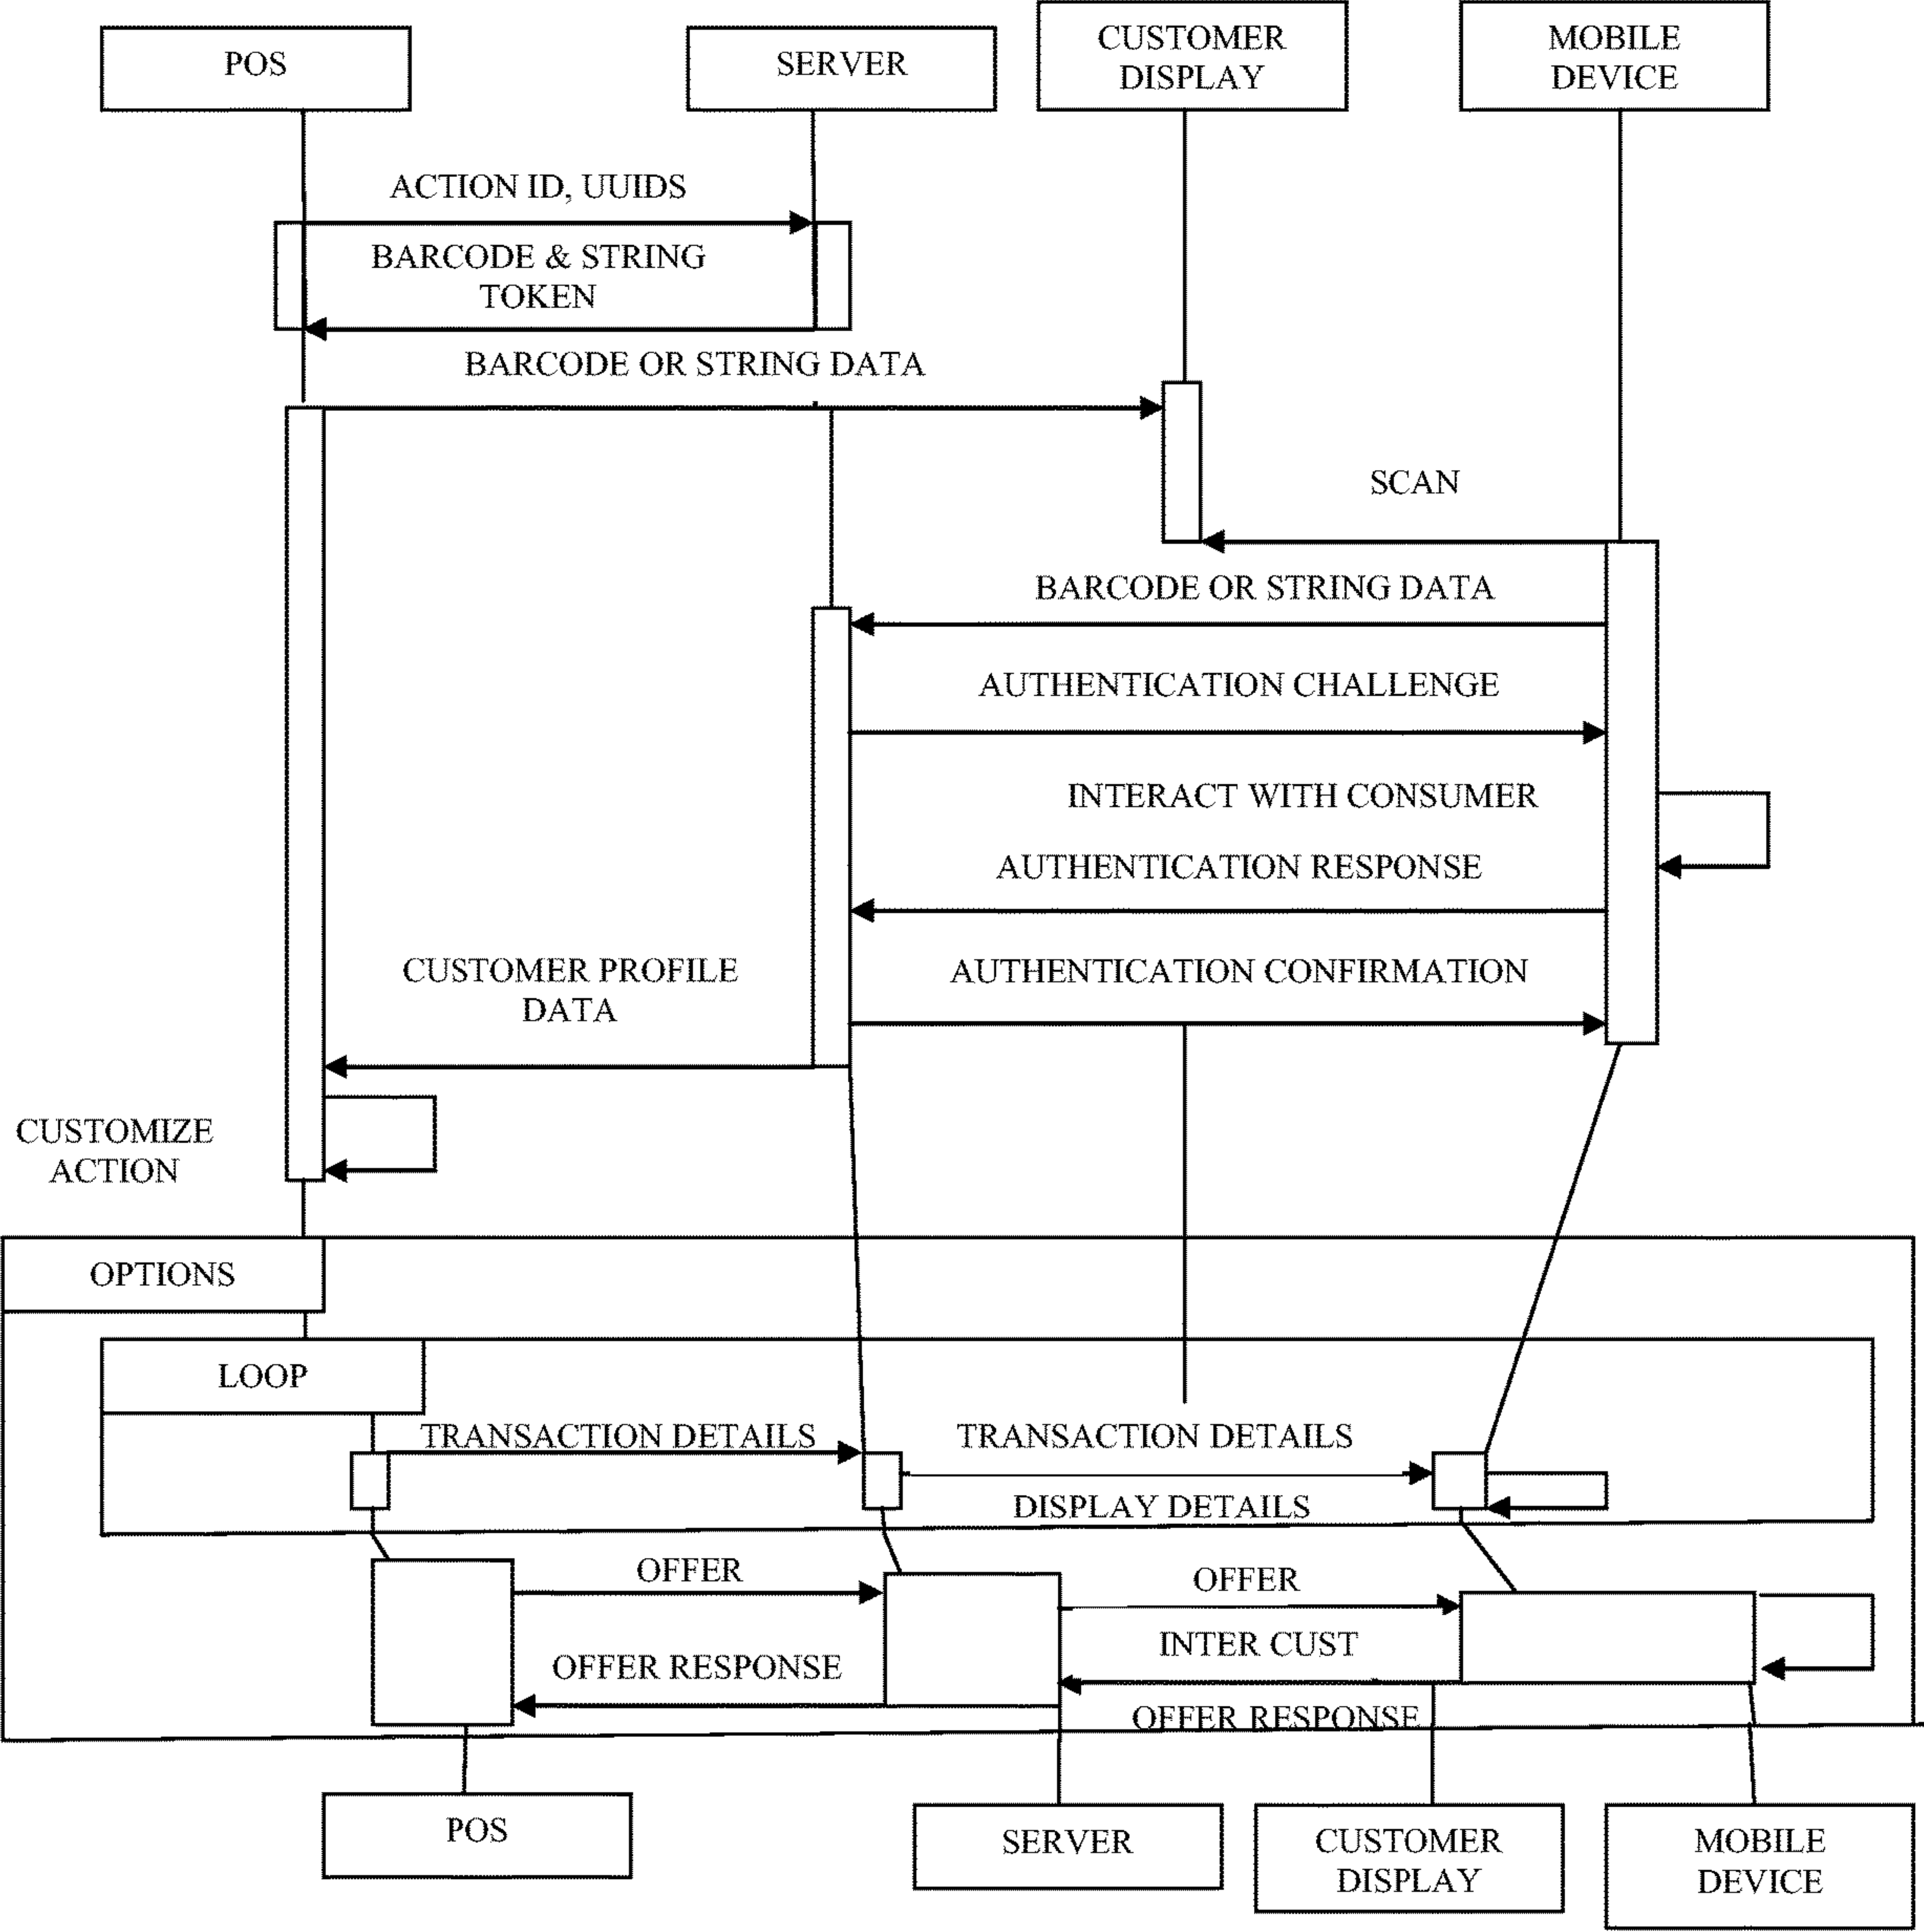 POS
SERVER
CUSTOMER
DISPLAY
MOBILE
DEVICE
ACTION ID, UUIDS
BARCODE & STRING
TOKEN
BARCODE OR STRING DATA
SCAN
BARCODE OR STRING DATA
AUTHENTICATION CHALLENGE
INTERACT WITH CONSUMER
AUTHENTICATION RESPONSE
CUSTOMER PROFILE
DATA
AUTHENTICATION CONFIRMATION
CUSTOMIZE
ACTION
OPTIONS
LOOP
TRANSACTION DETAILS
TRANSACTION DETAILS
DISPLAY DETAILS
OFFER
OFFER
INTER CUST
OFFER RESPONSE
OFFER RESPONSE
POS
SERVER
CUSTOMER
DISPLAY
MOBILE
DEVICE